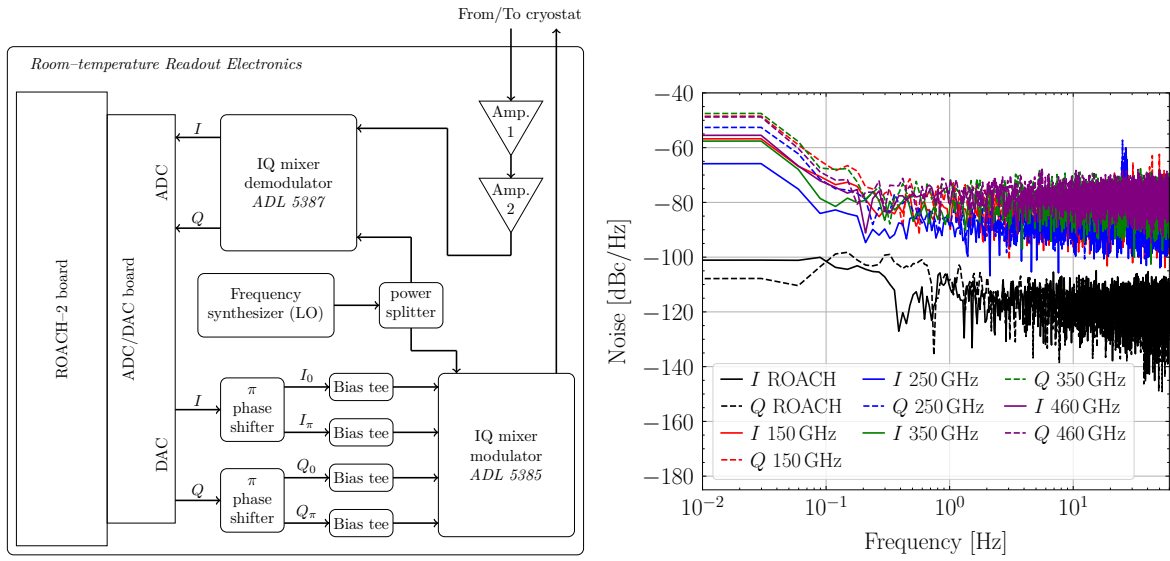 From/To cryostat
Room–temperature Readout Electronics
ROACH–2 board
ADC/DAC board
ADC
DAC
I
Q
IQ mixer
demodulator
ADL 5387
Amp.
1
Amp.
2
Frequency
synthesizer (LO)
power
splitter
I
π
phase
shifter
I₀
Bias tee
Iπ
Bias tee
Q
π
phase
shifter
Q₀
Bias tee
Qπ
Bias tee
IQ mixer
modulator
ADL 5385
Noise [dBc/Hz]
−40
−60
−80
−100
−120
−140
−160
−180
I ROACH
Q ROACH
I 150 GHz
Q 150 GHz
I 250 GHz
Q 250 GHz
I 350 GHz
Q 350 GHz
I 460 GHz
Q 460 GHz
10⁻²
10⁻¹
10⁰
10¹
Frequency [Hz]